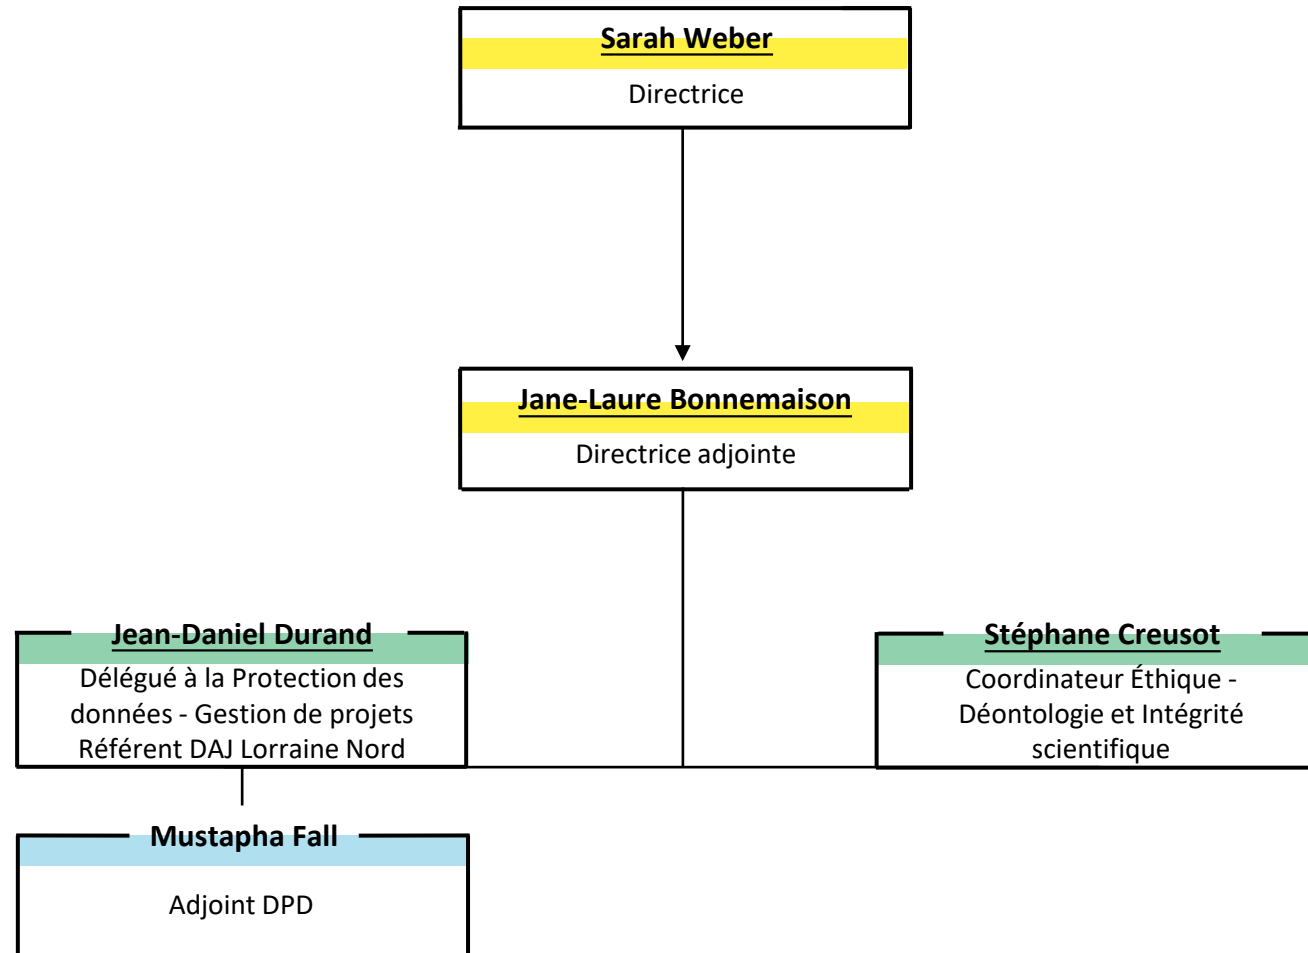 Sarah Weber
Directrice
Jane-Laure Bonnemaison
Directrice adjointe
Jean-Daniel Durand
Délégué à la Protection des
données - Gestion de projets
Référent DAJ Lorraine Nord
Stéphane Creusot
Coordinateur Éthique -
Déontologie et Intégrité
scientifique
Mustapha Fall
Adjoint DPD